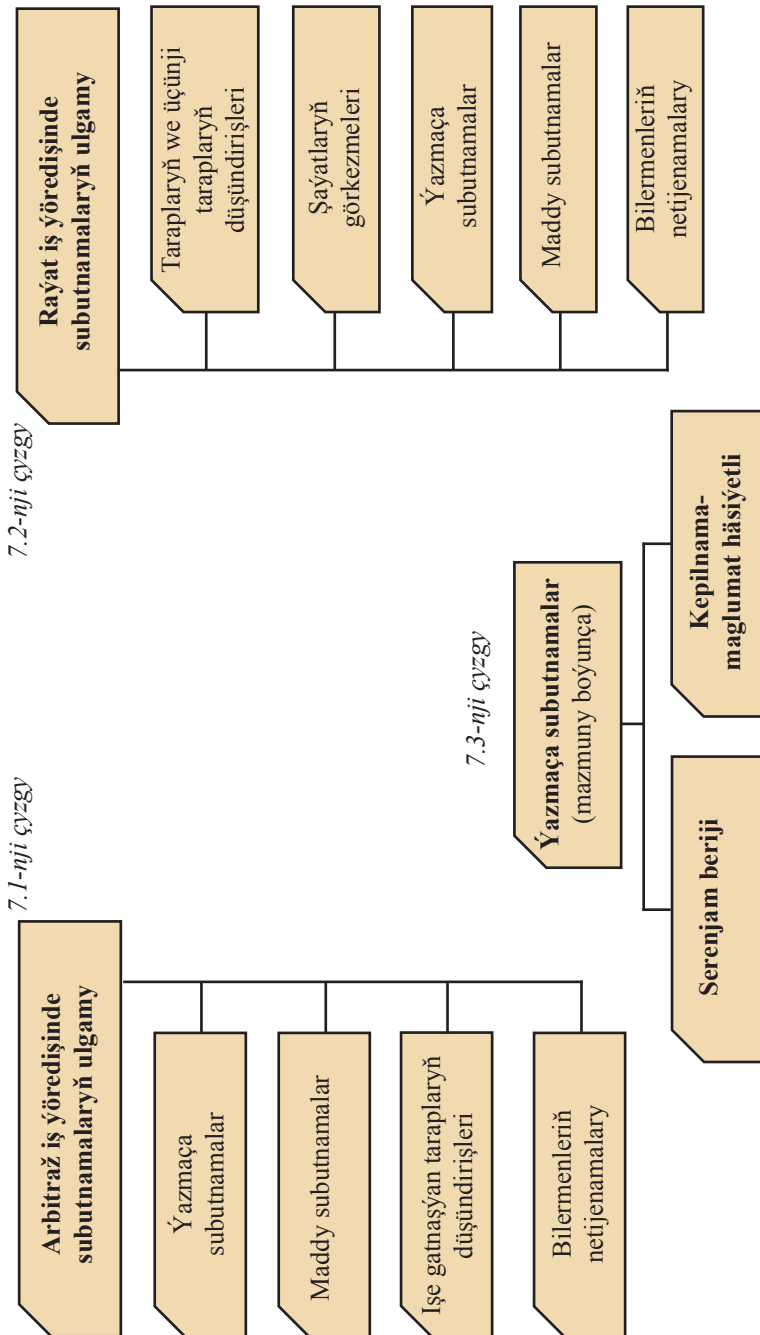 7.1-nji çyzgy
Arbitraž iş ýöredişinde
subutnamalaryň ulgamy
Ýazmaça
subutnamalar
Maddy subutnamalar
Işe gatnaşýan taraplaryň
düşündirişleri
Bilermenleriň
netijenamalary
7.2-nji çyzgy
Raýat iş ýöredişinde
subutnamalaryň ulgamy
Taraplaryň we üçünji
taraplaryň
düşündirişleri
Şaýatlaryň
görkezmeleri
Ýazmaça
subutnamalar
Maddy subutnamalar
Bilermenleriň
netijenamalary
7.3-nji çyzgy
Ýazmaça subutnamalar
(mazmuny boýunça)
Serenjam beriji
Kepilnama-
maglumat häsiýetli